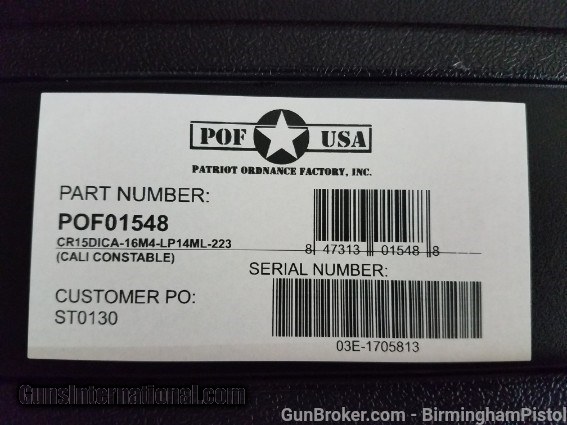 POF USA
PATRIOT ORDNANCE FACTORY, INC.
PART NUMBER:
POF01548
CR15DICA-16M4-LP14ML-223
(CALI CONSTABLE)
8 47313 01548 8
SERIAL NUMBER:
CUSTOMER PO:
ST0130
03E-1705813
GunsInternational.com
GunBroker.com - BirminghamPistol